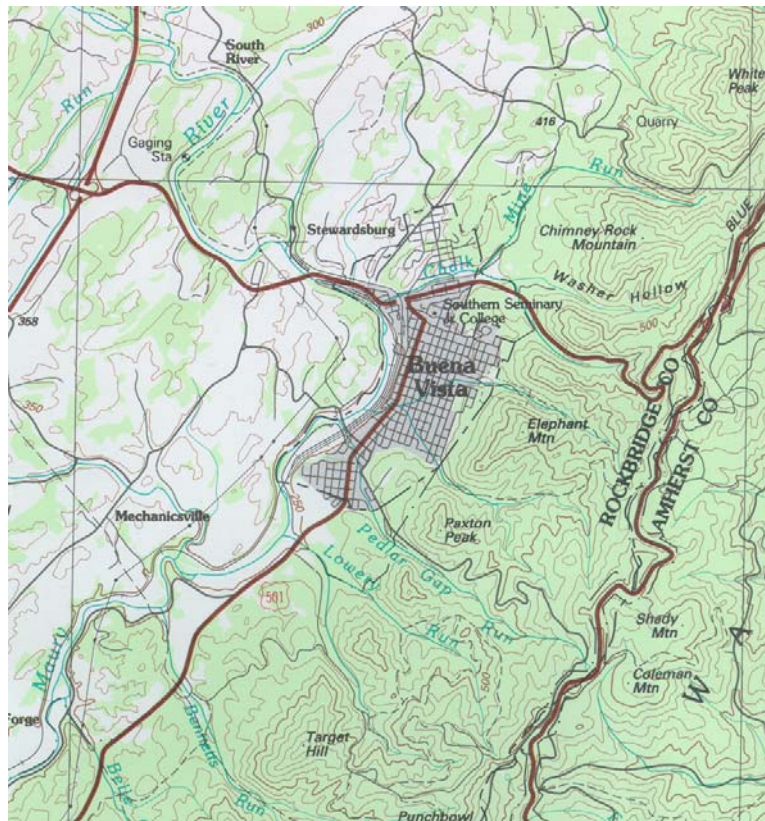 South
River
300
White
Peak
Run
River
Gaging
Sta
416
Quarry
Run
Mine
BLUE
Stewardsburg
Chimney Rock
Mountain
Chalk
Washer Hollow
Southern Seminary
& College
358
500
Buena
Vista
ROCKBRIDGE CO
AMHERST CO
350
Elephant
Mtn
250
Mechanicsville
Paxton
Peak
Pedlar Gap
Run
Lowery
Run
501
Shady
Mtn
W A
Maury
500
Coleman
Mtn
Forge
Bennetts
Run
Target
Hill
Belle
Punchbowl